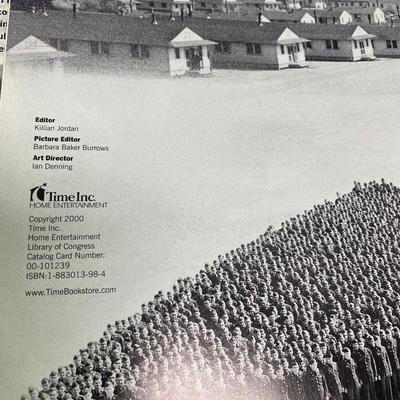 Editor
Killian Jordan
Picture Editor
Barbara Baker Burrows
Art Director
Ian Denning
Time Inc.
HOME ENTERTAINMENT
Copyright 2000
Time Inc.
Home Entertainment
Library of Congress
Catalog Card Number:
00-101239
ISBN:1-883013-98-4
www.TimeBookstore.com